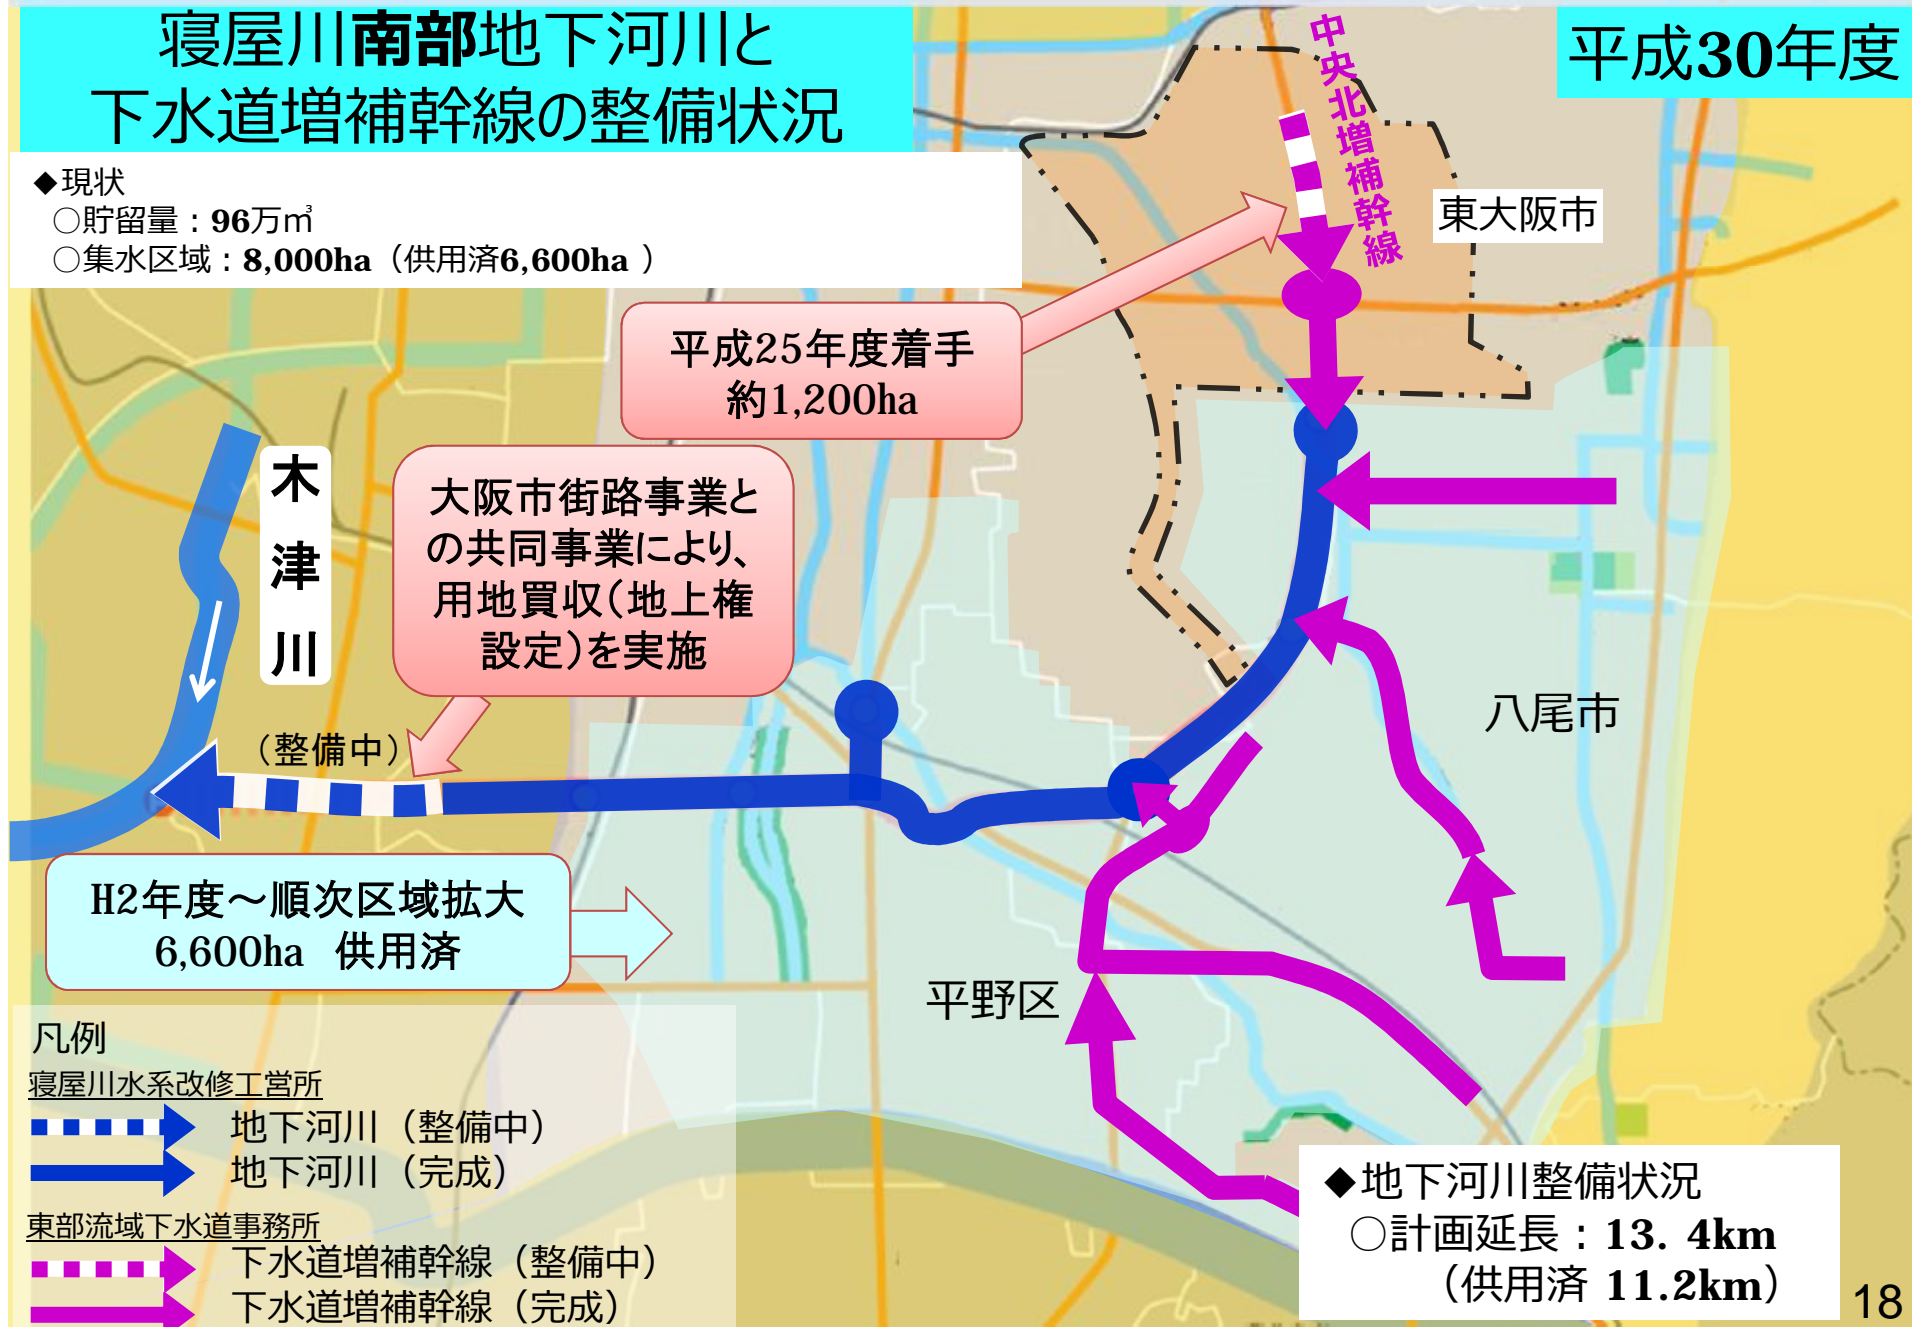 寝屋川南部地下河川と
下水道増補幹線の整備状況
平成30年度
◆現状
○貯留量：96万㎥
○集水区域：8,000ha（供用済6,600ha ）
中央北増補幹線
東大阪市
平成25年度着手
約1,200ha
木津川
大阪市街路事業と
の共同事業により、
用地買収（地上権
設定）を実施
（整備中）
八尾市
H2年度～順次区域拡大
6,600ha 供用済
平野区
凡例
寝屋川水系改修工営所
地下河川（整備中）
地下河川（完成）
東部流域下水道事務所
下水道増補幹線（整備中）
下水道増補幹線（完成）
◆地下河川整備状況
○計画延長：13. 4km
（供用済 11.2km）
18